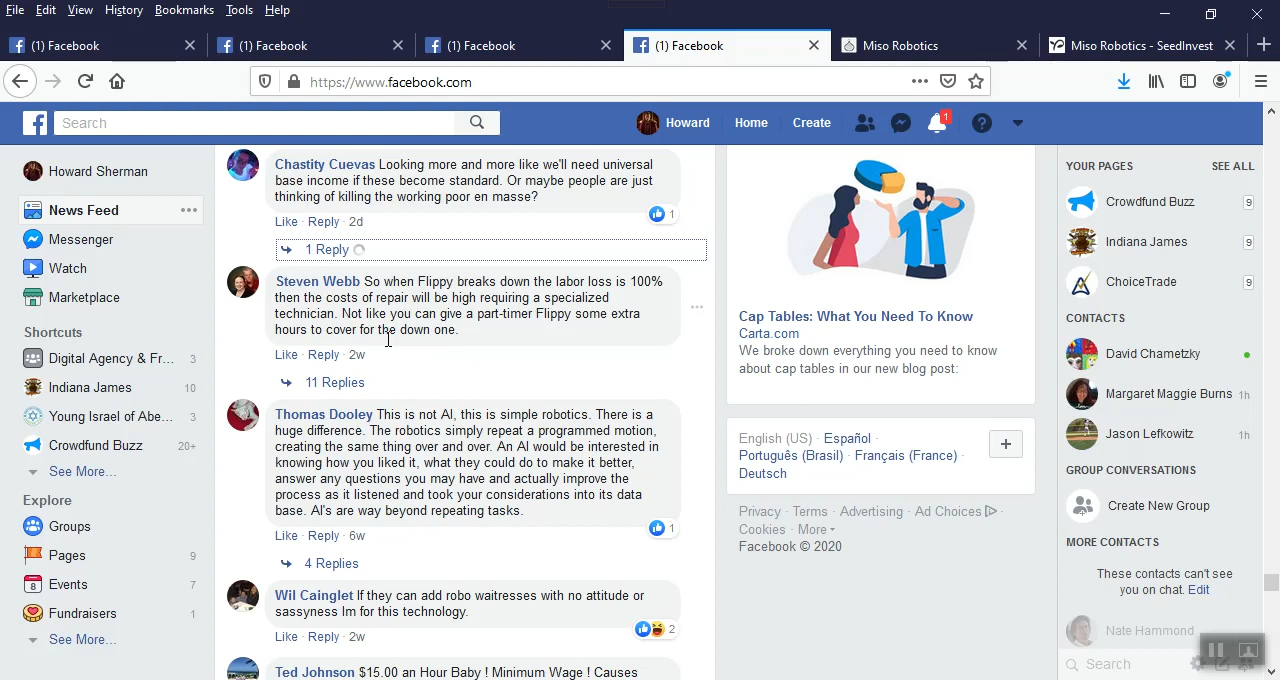 File Edit View History Bookmarks Tools Help
(1) Facebook
(1) Facebook
(1) Facebook
(1) Facebook
Miso Robotics
Miso Robotics - SeedInvest
https://www.facebook.com
Search
Howard Home Create
1
Howard Sherman
News Feed
Messenger
Watch
Marketplace
Shortcuts
Digital Agency & Fr... 3
Indiana James 10
Young Israel of Abe... 3
Crowdfund Buzz 20+
See More...
Explore
Groups
Pages 9
8
Events 7
Fundraisers 1
See More...
Chastity Cuevas Looking more and more like we'll need universal
base income if these become standard. Or maybe people are just
thinking of killing the working poor en masse?
1
Like · Reply · 2d
1 Reply
Steven Webb So when Flippy breaks down the labor loss is 100%
then the costs of repair will be high requiring a specialized
technician. Not like you can give a part-timer Flippy some extra
hours to cover for the down one.
Like · Reply · 2w
11 Replies
Thomas Dooley This is not AI, this is simple robotics. There is a
huge difference. The robotics simply repeat a programmed motion,
creating the same thing over and over. An AI would be interested in
knowing how you liked it, what they could do to make it better,
answer any questions you may have and actually improve the
process as it listened and took your considerations into its data
base. AI's are way beyond repeating tasks.
1
Like · Reply · 6w
4 Replies
Wil Cainglet If they can add robo waitresses with no attitude or
sassyness Im for this technology.
2
Like · Reply · 2w
Ted Johnson $15.00 an Hour Baby ! Minimum Wage ! Causes
Cap Tables: What You Need To Know
Carta.com
We broke down everything you need to know
about cap tables in our new blog post:
English (US) · Español ·
Português (Brasil) · Français (France) ·
Deutsch
Privacy · Terms · Advertising · Ad Choices ·
Cookies · More
Facebook © 2020
YOUR PAGES SEE ALL
Crowdfund Buzz 9
Indiana James 9
ChoiceTrade 9
CONTACTS
David Chametzky
Margaret Maggie Burns 1h
Jason Lefkowitz 1h
GROUP CONVERSATIONS
Create New Group
MORE CONTACTS
These contacts can't see
you on chat. Edit
Nate Hammond
Search